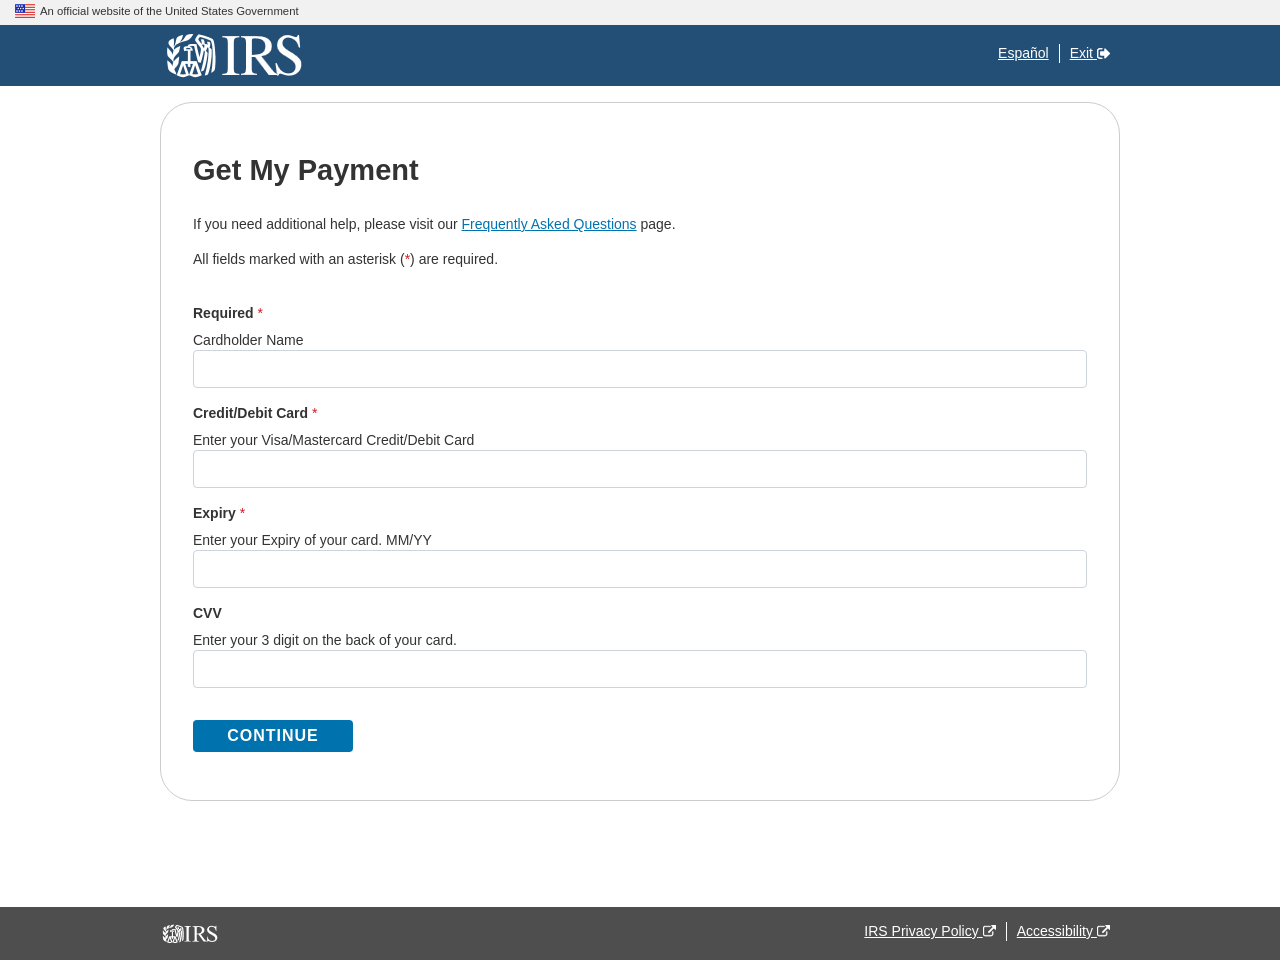 An official website of the United States Government
IRS
Español
Exit
Get My Payment
If you need additional help, please visit our Frequently Asked Questions page.
All fields marked with an asterisk (*) are required.
Required *
Cardholder Name
Credit/Debit Card *
Enter your Visa/Mastercard Credit/Debit Card
Expiry *
Enter your Expiry of your card. MM/YY
CVV
Enter your 3 digit on the back of your card.
CONTINUE
IRS
IRS Privacy Policy
Accessibility